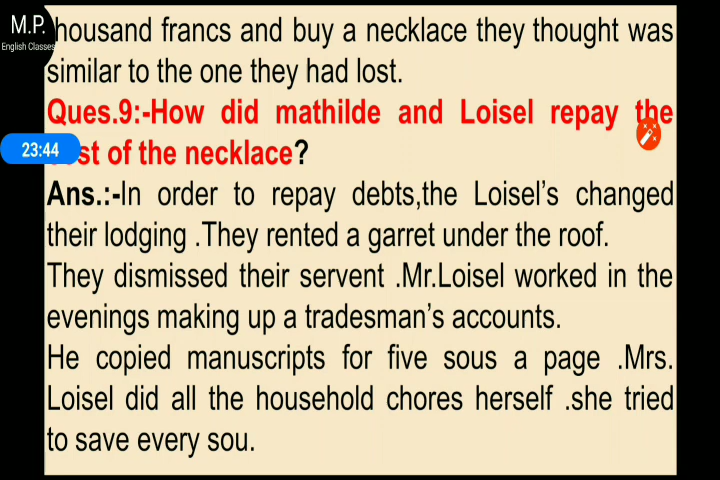 M.P.
English Classes
housand francs and buy a necklace they thought was
similar to the one they had lost.
Ques.9:-How did mathilde and Loisel repay the
23:44
st of the necklace?
Ans.:-In order to repay debts,the Loisel's changed
their lodging .They rented a garret under the roof.
They dismissed their servent .Mr.Loisel worked in the
evenings making up a tradesman's accounts.
He copied manuscripts for five sous a page .Mrs.
Loisel did all the household chores herself .she tried
to save every sou.